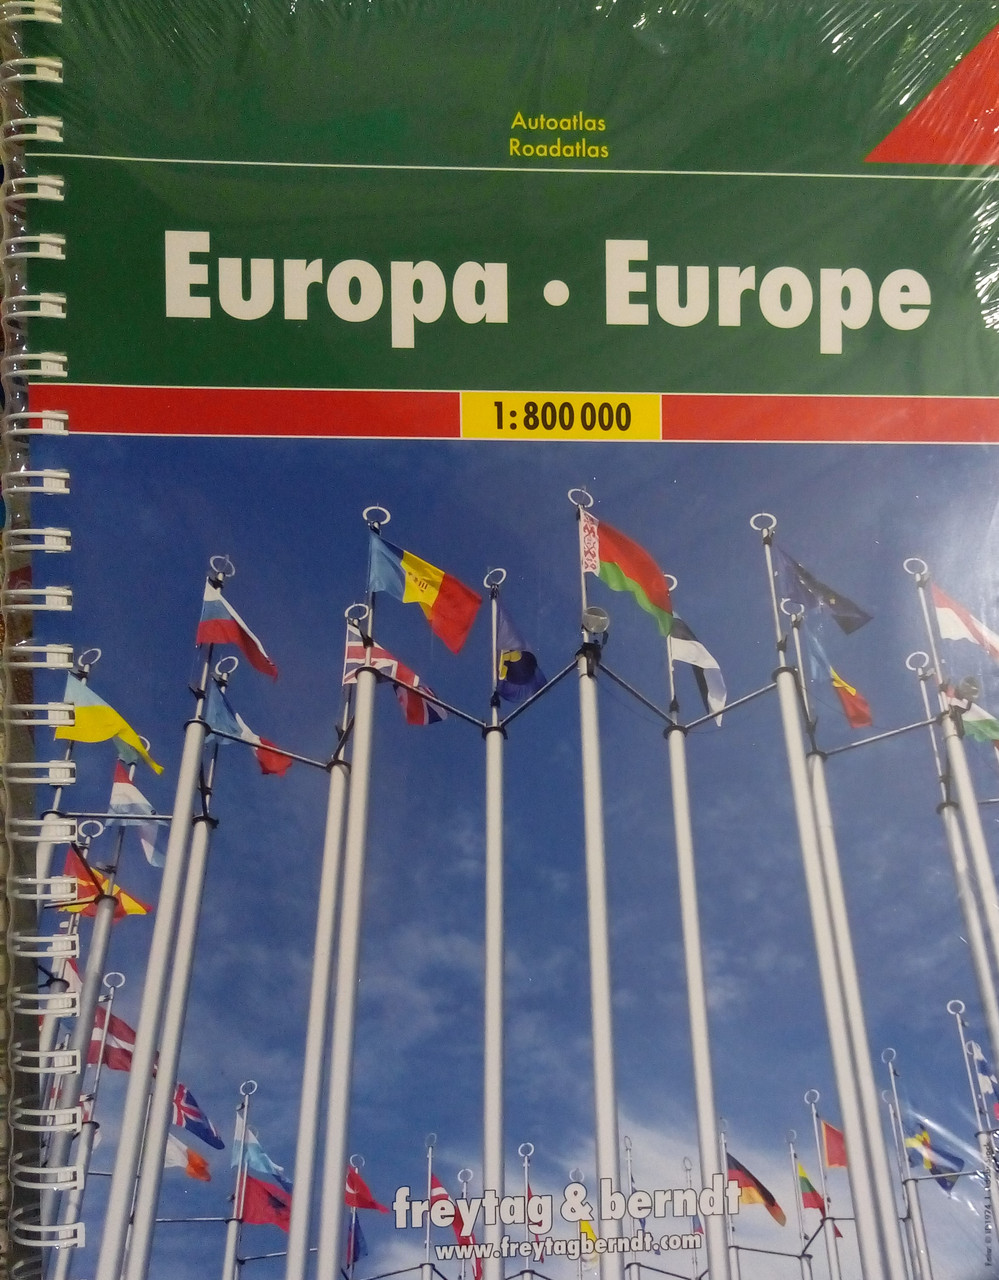 Autoatlas
Roadatlas
Europa • Europe
1:800 000
freytag & berndt
www.freytagberndt.com